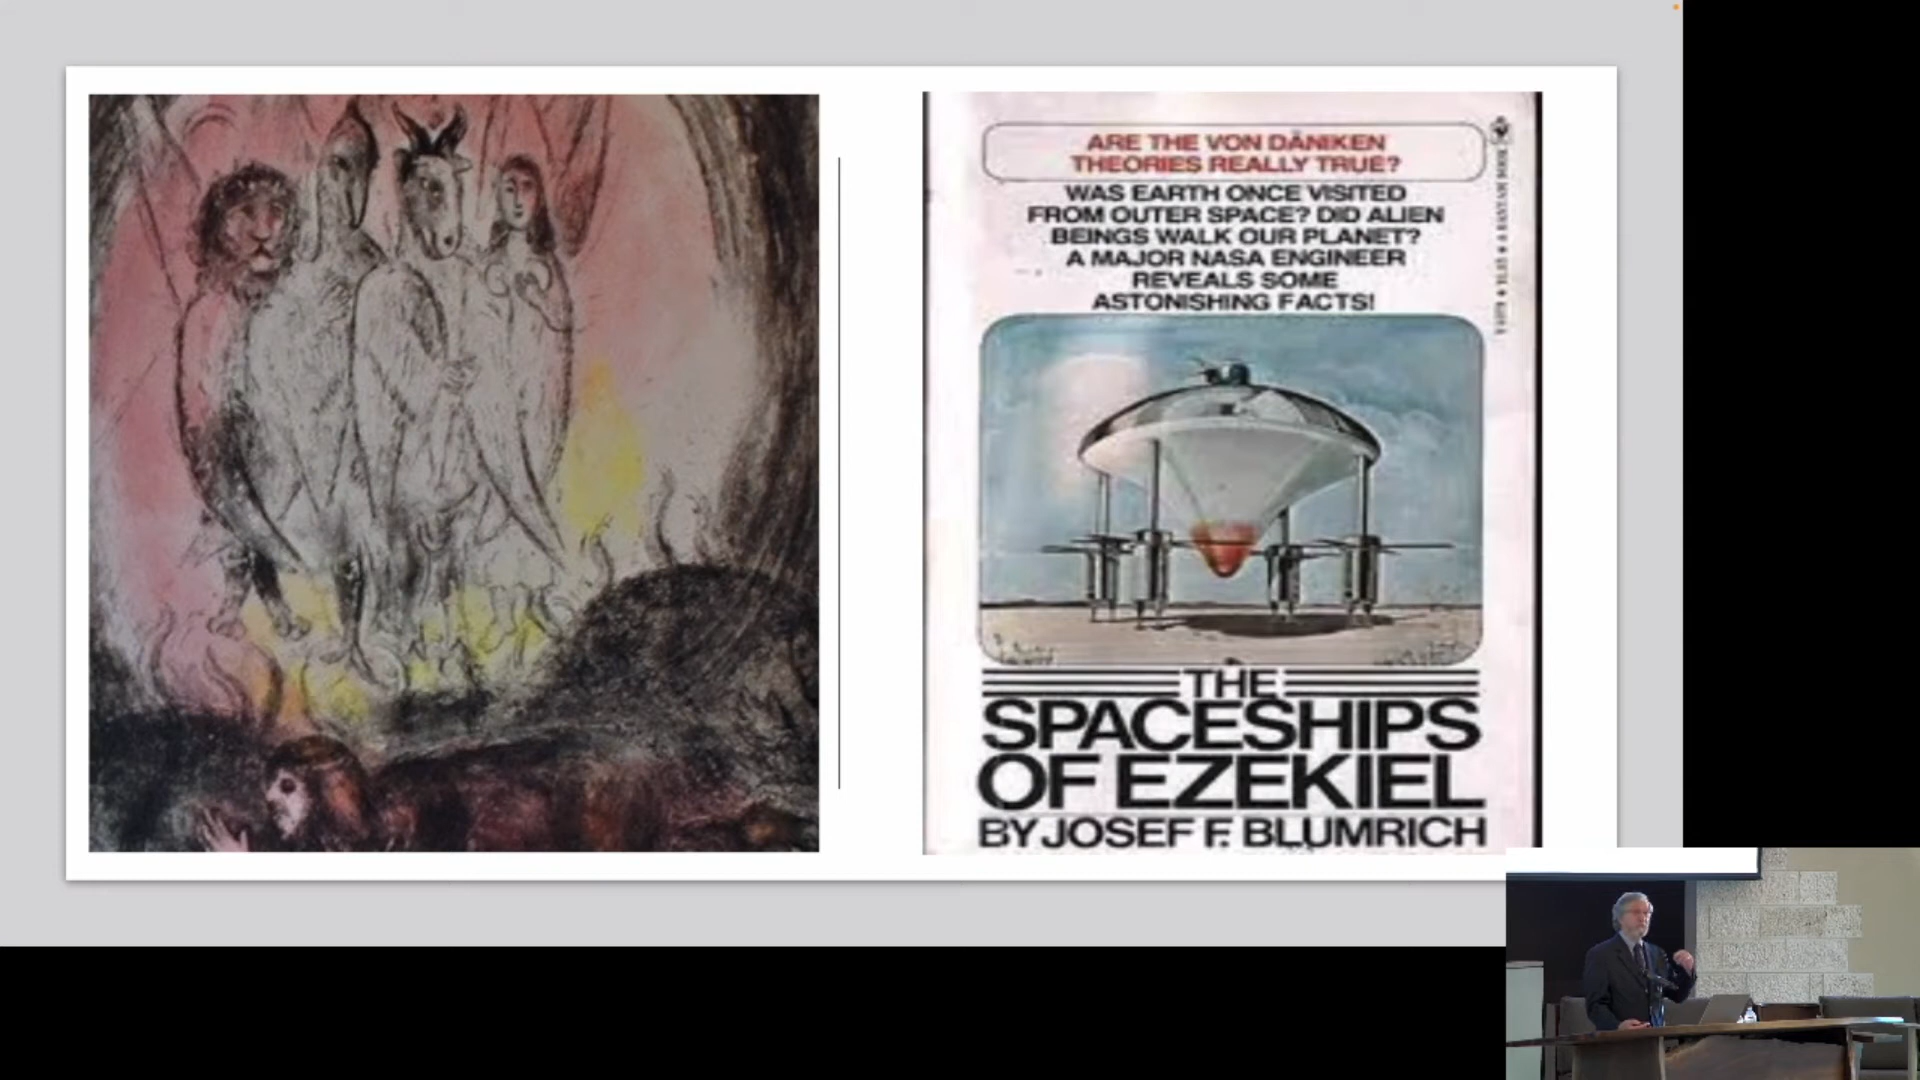 ARE THE VON DÄNIKEN
THEORIES REALLY TRUE?
WAS EARTH ONCE VISITED
FROM OUTER SPACE? DID ALIEN
BEINGS WALK OUR PLANET?
A MAJOR NASA ENGINEER
REVEALS SOME
ASTONISHING FACTS!
THE
SPACESHIPS
OF EZEKIEL
BY JOSEF F. BLUMRICH